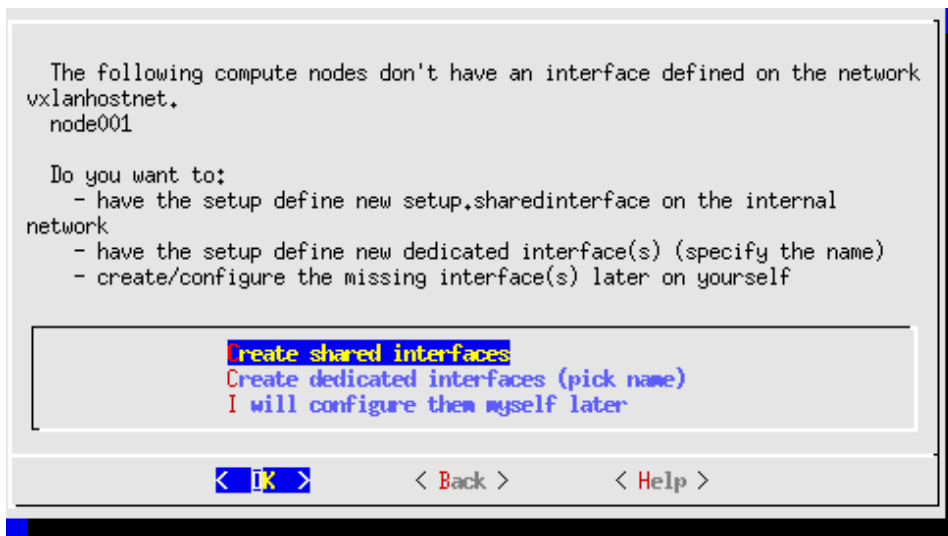 The following compute nodes don't have an interface defined on the network
vxlanhostnet.
node001
Do you want to:
- have the setup define new setup.sharedinterface on the internal
network
- have the setup define new dedicated interface(s) (specify the name)
- create/configure the missing interface(s) later on yourself
Create shared interfaces
Create dedicated interfaces (pick name)
I will configure them myself later
< OK > < Back > < Help >